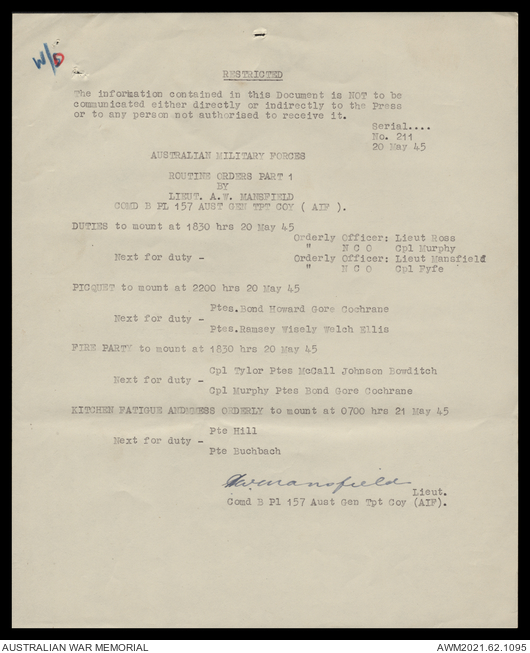 W/D
RESTRICTED
The information contained in this Document is NOT to be
communicated either directly or indirectly to the Press
or to any person not authorised to receive it.
Serial....
No. 211
20 May 45
AUSTRALIAN MILITARY FORCES
ROUTINE ORDERS PART 1
BY
LIEUT. A.W. MANSFIELD
COMD B PL 157 AUST GEN TPT COY ( AIF ).
DUTIES to mount at 1830 hrs 20 May 45
Orderly Officer: Lieut Ross
" N C O Cpl Murphy
Next for duty - Orderly Officer: Lieut Mansfield
" N C O Cpl Fyfe
PICQUET to mount at 2200 hrs 20 May 45
Ptes.Bond Howard Gore Cochrane
Next for duty -
Ptes.Ramsey Wisely Welch Ellis
FIRE PARTY to mount at 1830 hrs 20 May 45
Cpl Tylor Ptes McCall Johnson Bowditch
Next for duty -
Cpl Murphy Ptes Bond Gore Cochrane
KITCHEN FATIGUE AND MESS ORDERLY to mount at 0700 hrs 21 May 45
Pte Hill
Next for duty -
Pte Buchbach
A.W. Mansfield
Lieut.
Comd B Pl 157 Aust Gen Tpt Coy (AIF).
AUSTRALIAN WAR MEMORIAL AWM2021.62.1095